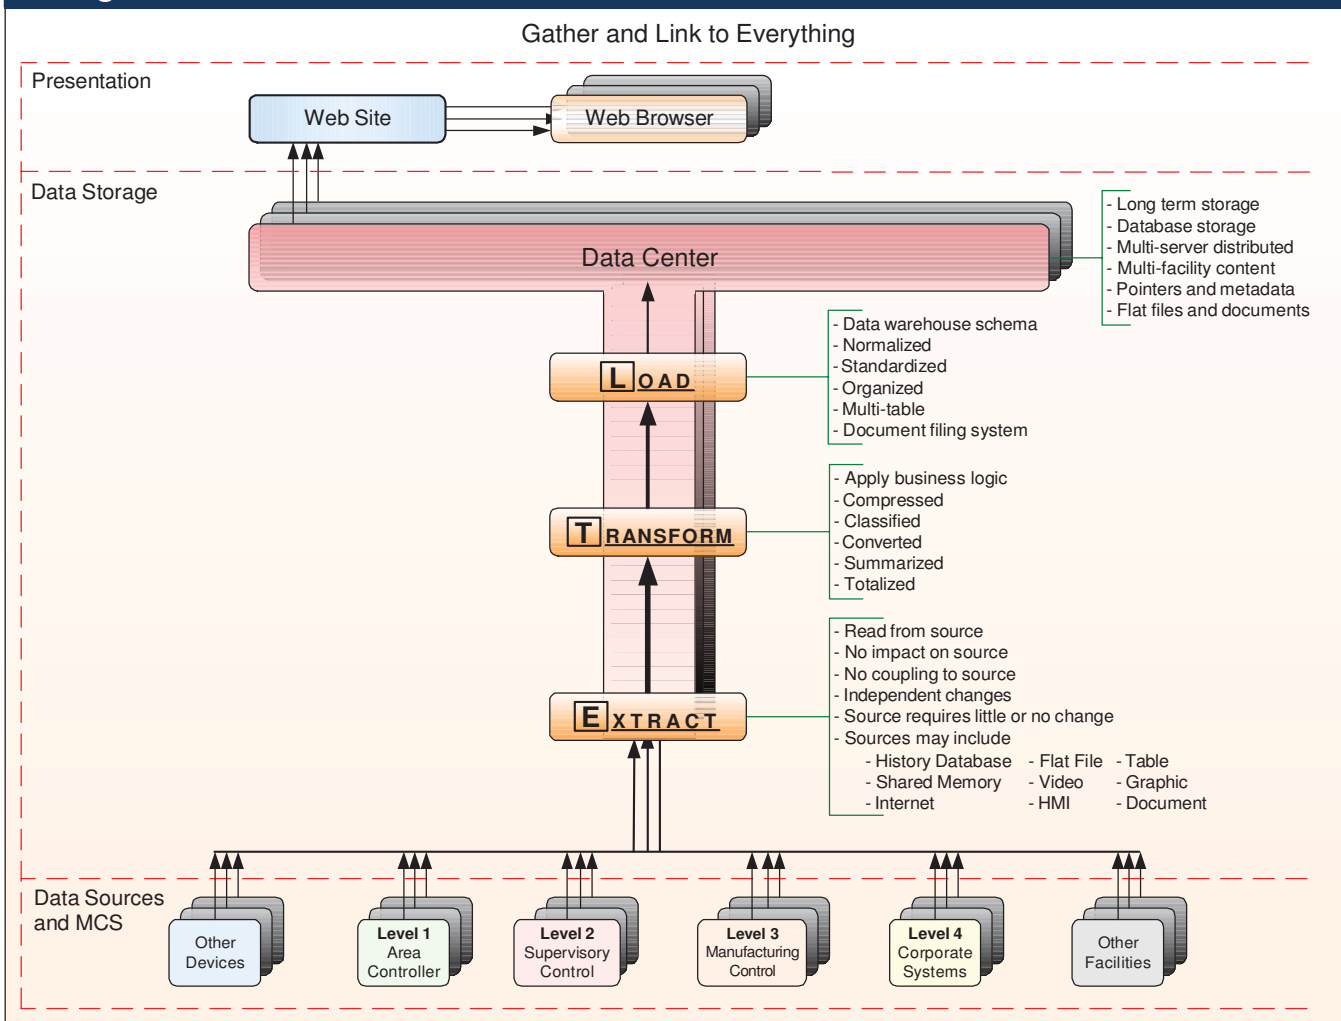 Gather and Link to Everything
Presentation
Web Site
Web Browser
Data Storage
Data Center
- Long term storage
- Database storage
- Multi-server distributed
- Multi-facility content
- Pointers and metadata
- Flat files and documents
LOAD
- Data warehouse schema
- Normalized
- Standardized
- Organized
- Multi-table
- Document filing system
TRANSFORM
- Apply business logic
- Compressed
- Classified
- Converted
- Summarized
- Totalized
EXTRACT
- Read from source
- No impact on source
- No coupling to source
- Independent changes
- Source requires little or no change
- Sources may include
- History Database - Flat File - Table
- Shared Memory - Video - Graphic
- Internet - HMI - Document
Data Sources
and MCS
Other
Devices
Level 1
Area
Controller
Level 2
Supervisory
Control
Level 3
Manufacturing
Control
Level 4
Corporate
Systems
Other
Facilities